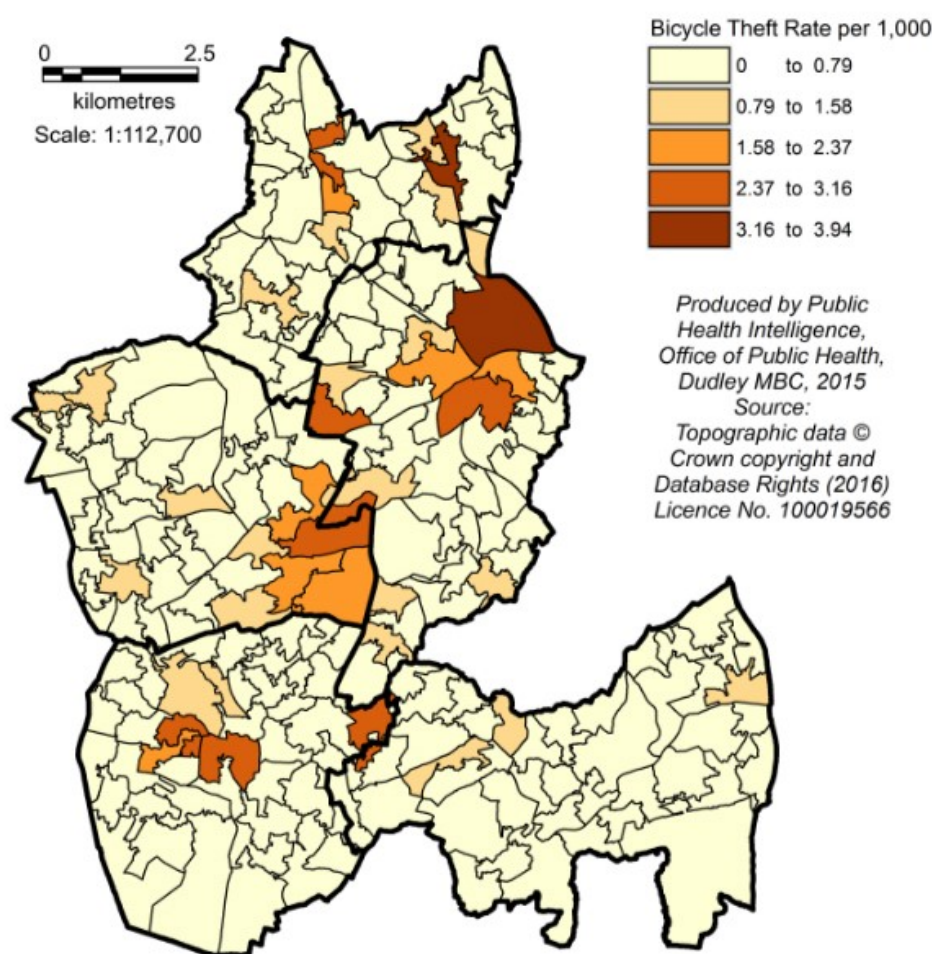 0 2.5
kilometres
Scale: 1:112,700
Bicycle Theft Rate per 1,000
0 to 0.79
0.79 to 1.58
1.58 to 2.37
2.37 to 3.16
3.16 to 3.94
Produced by Public
Health Intelligence,
Office of Public Health,
Dudley MBC, 2015
Source:
Topographic data ©
Crown copyright and
Database Rights (2016)
Licence No. 100019566